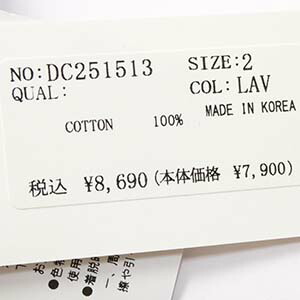 NO:DC251513 SIZE:2
QUAL: COL:LAV
MADE IN KOREA
COTTON 100%
税込 ¥8,690(本体価格 ¥7,900)